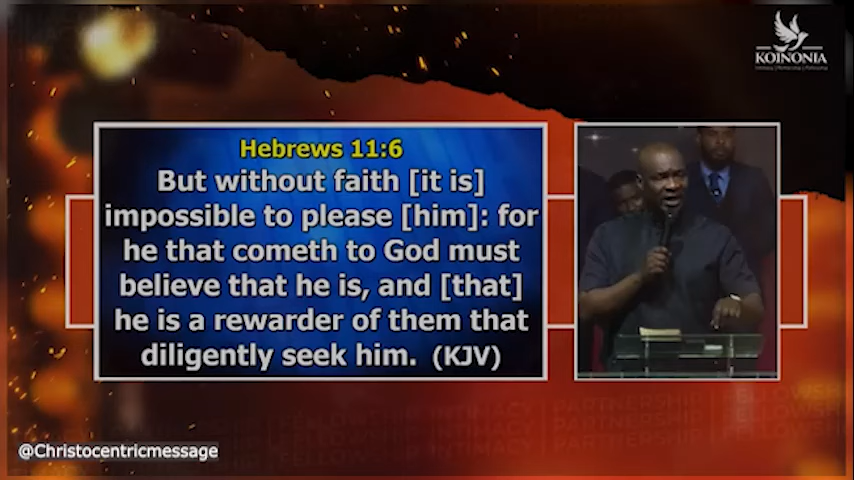 KOINONIA
Hebrews 11:6
But without faith [it is]
impossible to please [him]: for
he that cometh to God must
believe that he is, and [that]
he is a rewarder of them that
diligently seek him. (KJV)
@Christocentricmessage